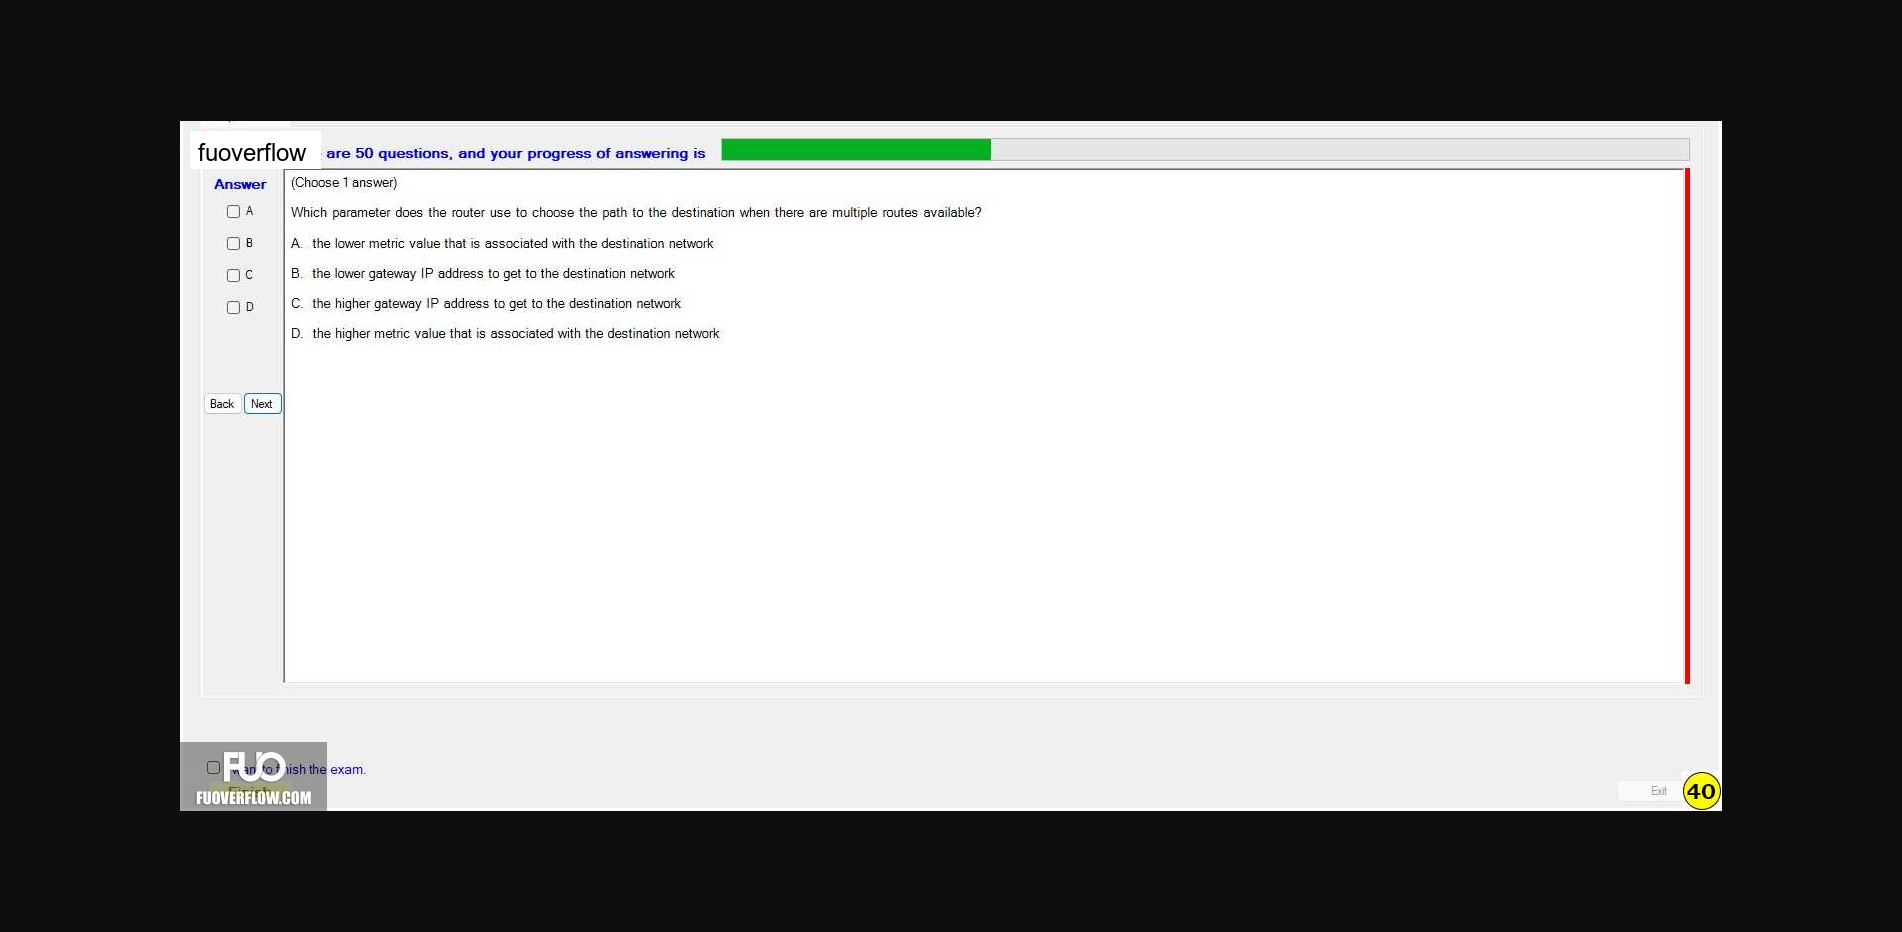 fuoverflow are 50 questions, and your progress of answering is
Answer
(Choose 1 answer)
A
Which parameter does the router use to choose the path to the destination when there are multiple routes available?
B
A. the lower metric value that is associated with the destination network
C
B. the lower gateway IP address to get to the destination network
D
C. the higher gateway IP address to get to the destination network
D. the higher metric value that is associated with the destination network
Back Next
FUO
to finish the exam.
Finish
FUOVERFLOW.COM
Exit
40